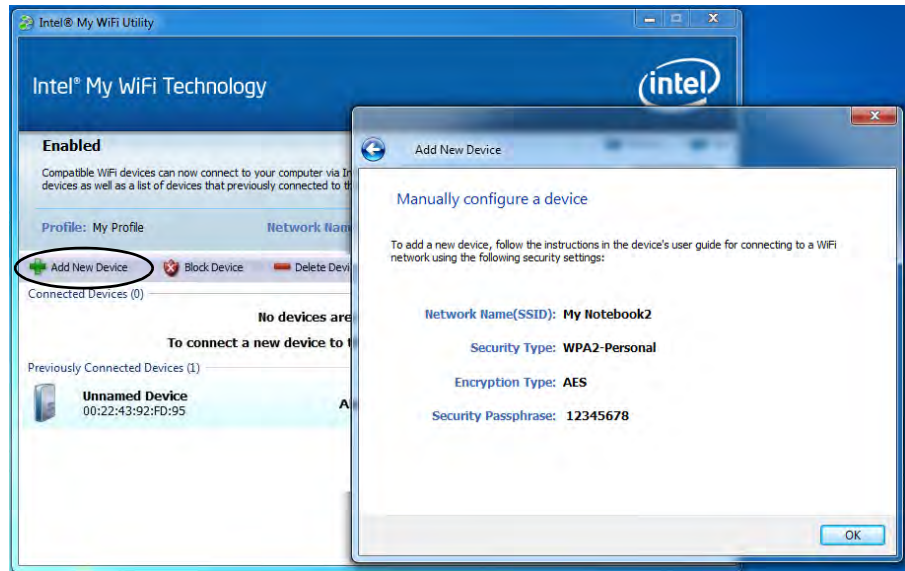 Intel® My WiFi Utility
Intel® My WiFi Technology
intel
Enabled
Compatible WiFi devices can now connect to your computer via
devices as well as a list of devices that previously connected to
Profile: My Profile
Network
Add New Device
Block Device
Delete
Connected Devices (0)
No devices are
To connect a new device to
Previously Connected Devices (1)
Unnamed Device
00:22:43:92:FD:95
Add New Device
Manually configure a device
To add a new device, follow the instructions in the device's user guide for connecting to a WiFi
network using the following security settings:
Network Name(SSID): My Notebook2
Security Type: WPA2-Personal
Encryption Type: AES
Security Passphrase: 12345678
OK